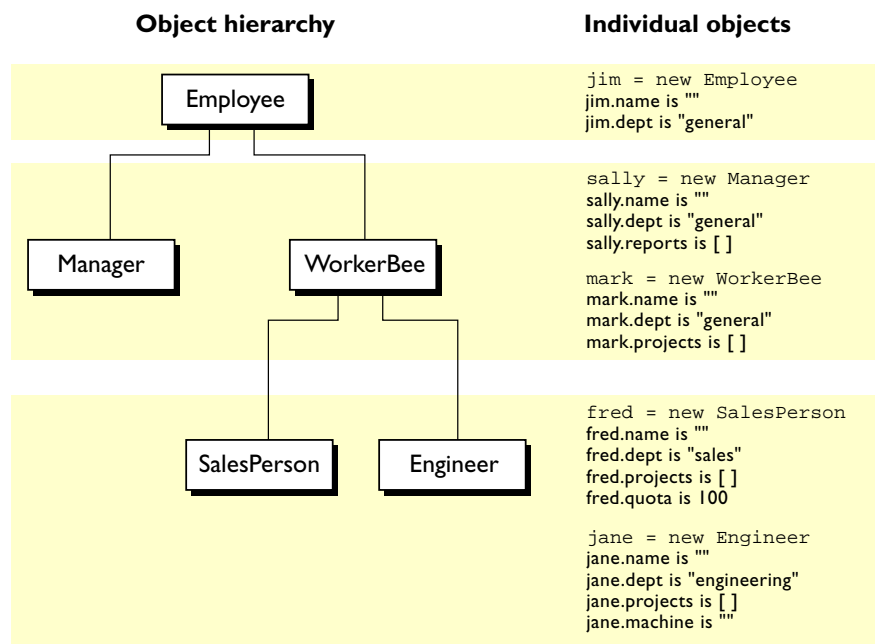 Object hierarchy
Individual objects
Employee
jim = new Employee
jim.name is ""
jim.dept is "general"
Manager
WorkerBee
sally = new Manager
sally.name is ""
sally.dept is "general"
sally.reports is [ ]
mark = new WorkerBee
mark.name is ""
mark.dept is "general"
mark.projects is [ ]
SalesPerson
Engineer
fred = new SalesPerson
fred.name is ""
fred.dept is "sales"
fred.projects is [ ]
fred.quota is 100
jane = new Engineer
jane.name is ""
jane.dept is "engineering"
jane.projects is [ ]
jane.machine is ""